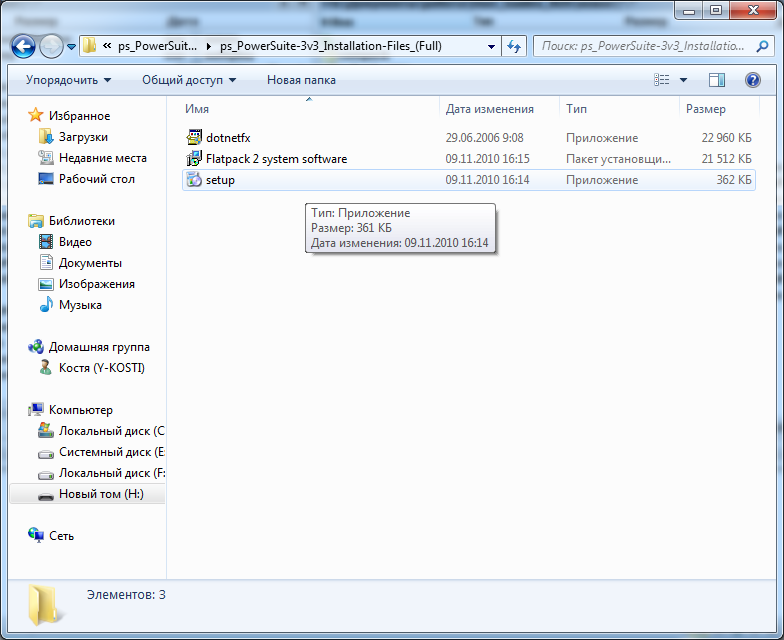 ps_PowerSuit... ps_PowerSuite-3v3_Installation-Files_(Full)
Поиск: ps_PowerSuite-3v3_Installatio...
Упорядочить Общий доступ Новая папка
Имя Дата изменения Тип Размер
Избранное
Загрузки
Недавние места
Рабочий стол
Библиотеки
Видео
Документы
Изображения
Музыка
Домашняя группа
Костя (Y-KOSTI)
Компьютер
Локальный диск (C
Системный диск (E
Локальный диск (F:
Новый том (H:)
Сеть
dotnetfx 29.06.2006 9:08 Приложение 22 960 КБ
Flatpack 2 system software 09.11.2010 16:15 Пакет установщи... 21 512 КБ
setup 09.11.2010 16:14 Приложение 362 КБ
Тип: Приложение
Размер: 361 КБ
Дата изменения: 09.11.2010 16:14
Элементов: 3